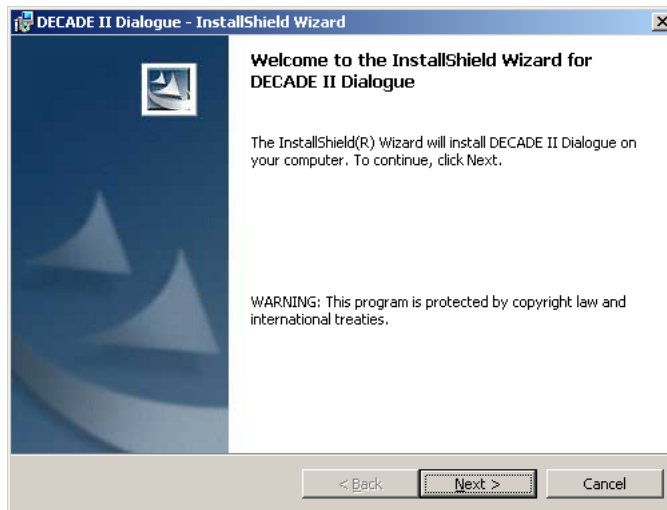 DECADE II Dialogue - InstallShield Wizard
Welcome to the InstallShield Wizard for
DECADE II Dialogue
The InstallShield(R) Wizard will install DECADE II Dialogue on
your computer. To continue, click Next.
WARNING: This program is protected by copyright law and
international treaties.
< Back
Next >
Cancel